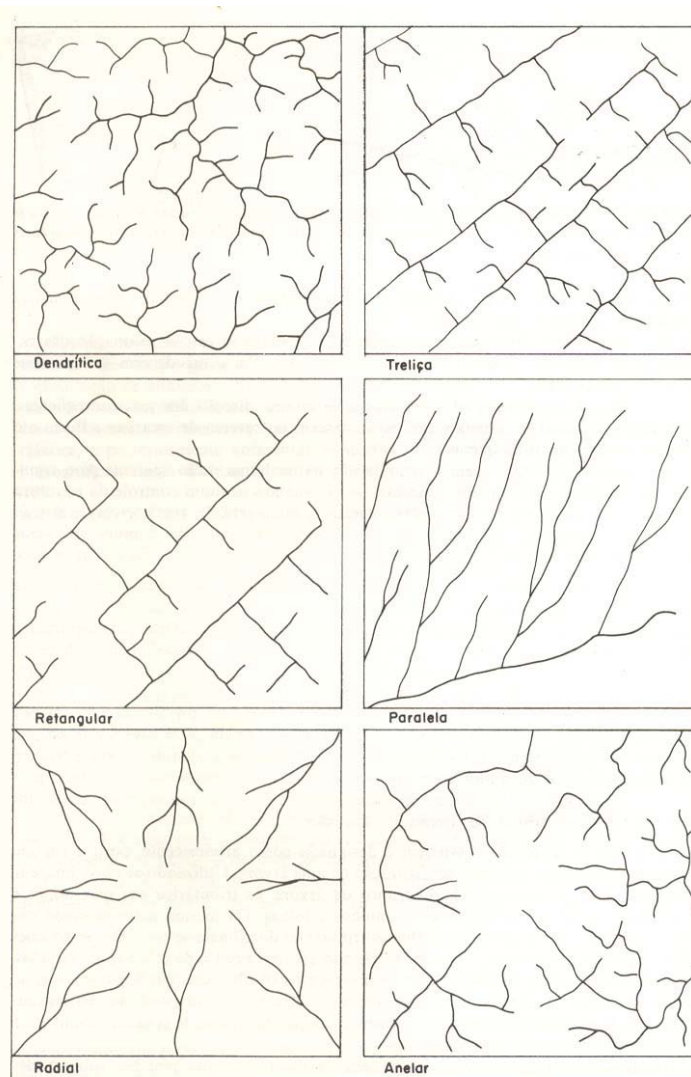 Dendrítica
Treliça
Retangular
Paralela
Radial
Anelar